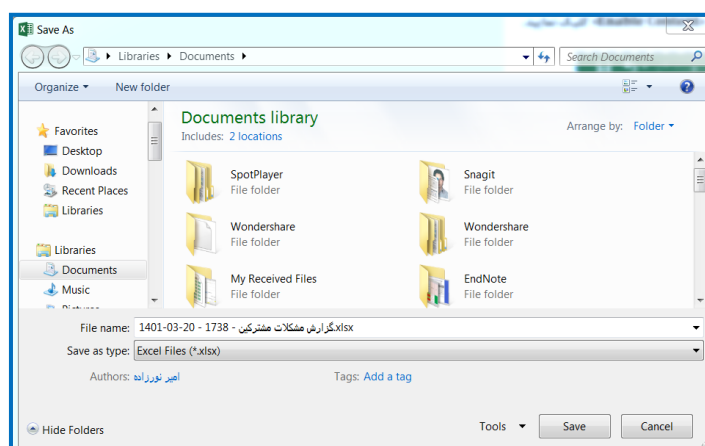 Save As
Libraries Documents
Search Documents
Organize New folder
Favorites
Desktop
Downloads
Recent Places
Libraries
Libraries
Documents
Music
Documents library
Includes: 2 locations
Arrange by: Folder
SpotPlayer
File folder
Snagit
File folder
Wondershare
File folder
Wondershare
File folder
My Received Files
File folder
EndNote
File folder
File name: گزارش مشکلات مشترکین - 1738 - 1401-03-20.xlsx
Save as type: Excel Files (*.xlsx)
Authors: امیر نورزاده Tags: Add a tag
Hide Folders
Tools Save Cancel